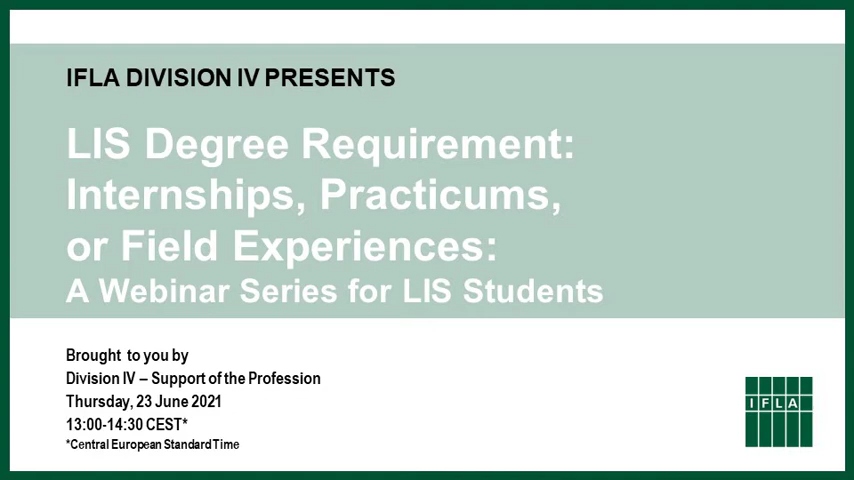 IFLA DIVISION IV PRESENTS
LIS Degree Requirement:
Internships, Practicums,
or Field Experiences:
A Webinar Series for LIS Students
Brought to you by
Division IV – Support of the Profession
Thursday, 23 June 2021
13:00-14:30 CEST*
*Central European Standard Time
IFLA